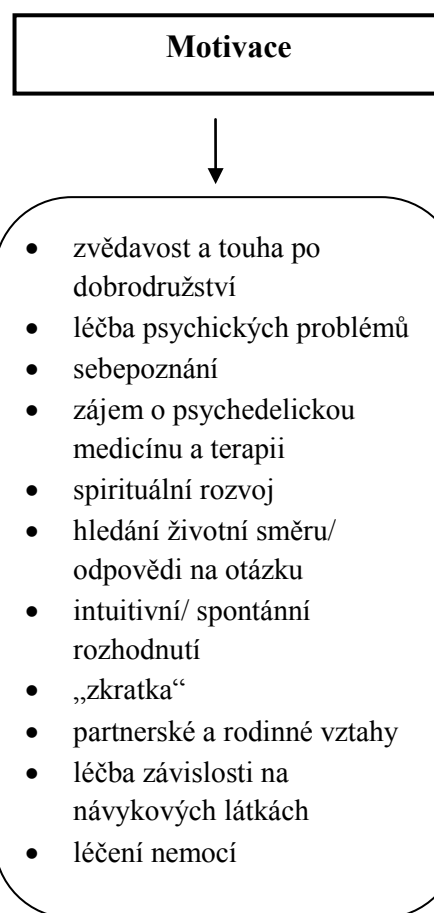 Motivace
• zvědavost a touha po
dobrodružství
• léčba psychických problémů
• sebepoznání
• zájem o psychedelickou
medicínu a terapii
• spirituální rozvoj
• hledání životní směru/
odpovědi na otázku
• intuitivní/ spontánní
rozhodnutí
• „zkratka“
• partnerské a rodinné vztahy
• léčba závislosti na
návykových látkách
• léčení nemocí